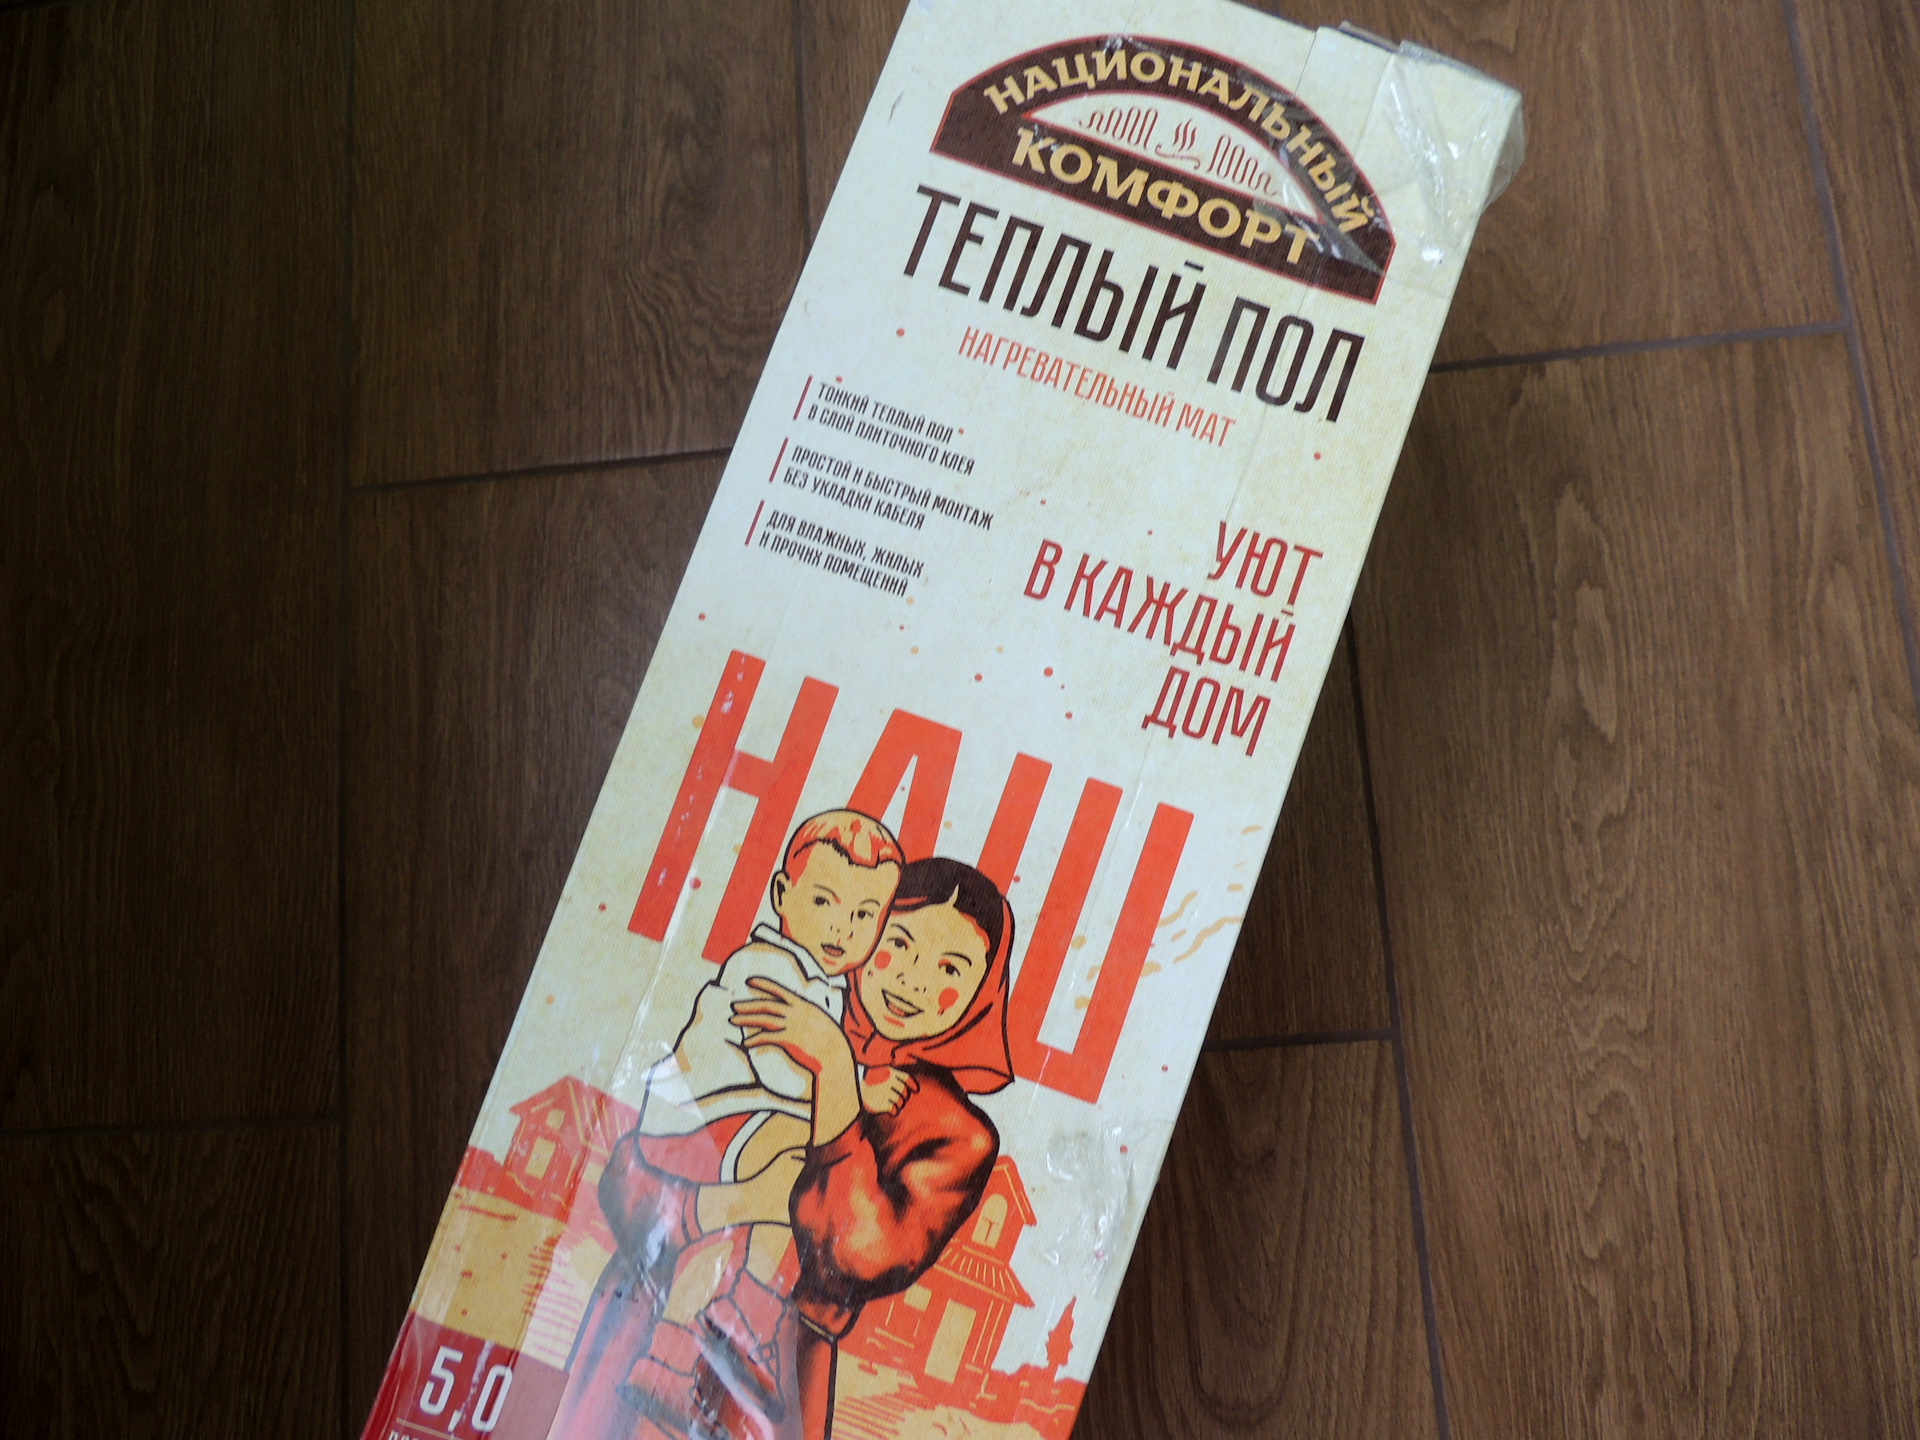 НАЦИОНАЛЬНЫЙ
КОМФОРТ
ТЕПЛЫЙ ПОЛ
НАГРЕВАТЕЛЬНЫЙ МАТ
ТОНКИЙ ТЕПЛЫЙ ПОЛ
В СЛОЙ ПЛИТОЧНОГО КЛЕЯ
ПРОСТОЙ И БЫСТРЫЙ МОНТАЖ
БЕЗ УКЛАДКИ КАБЕЛЯ
ДЛЯ ВЛАЖНЫХ, ЖИЛЫХ
И ПРОЧИХ ПОМЕЩЕНИЙ
УЮТ
В КАЖДЫЙ
ДОМ
НАШ
5,0